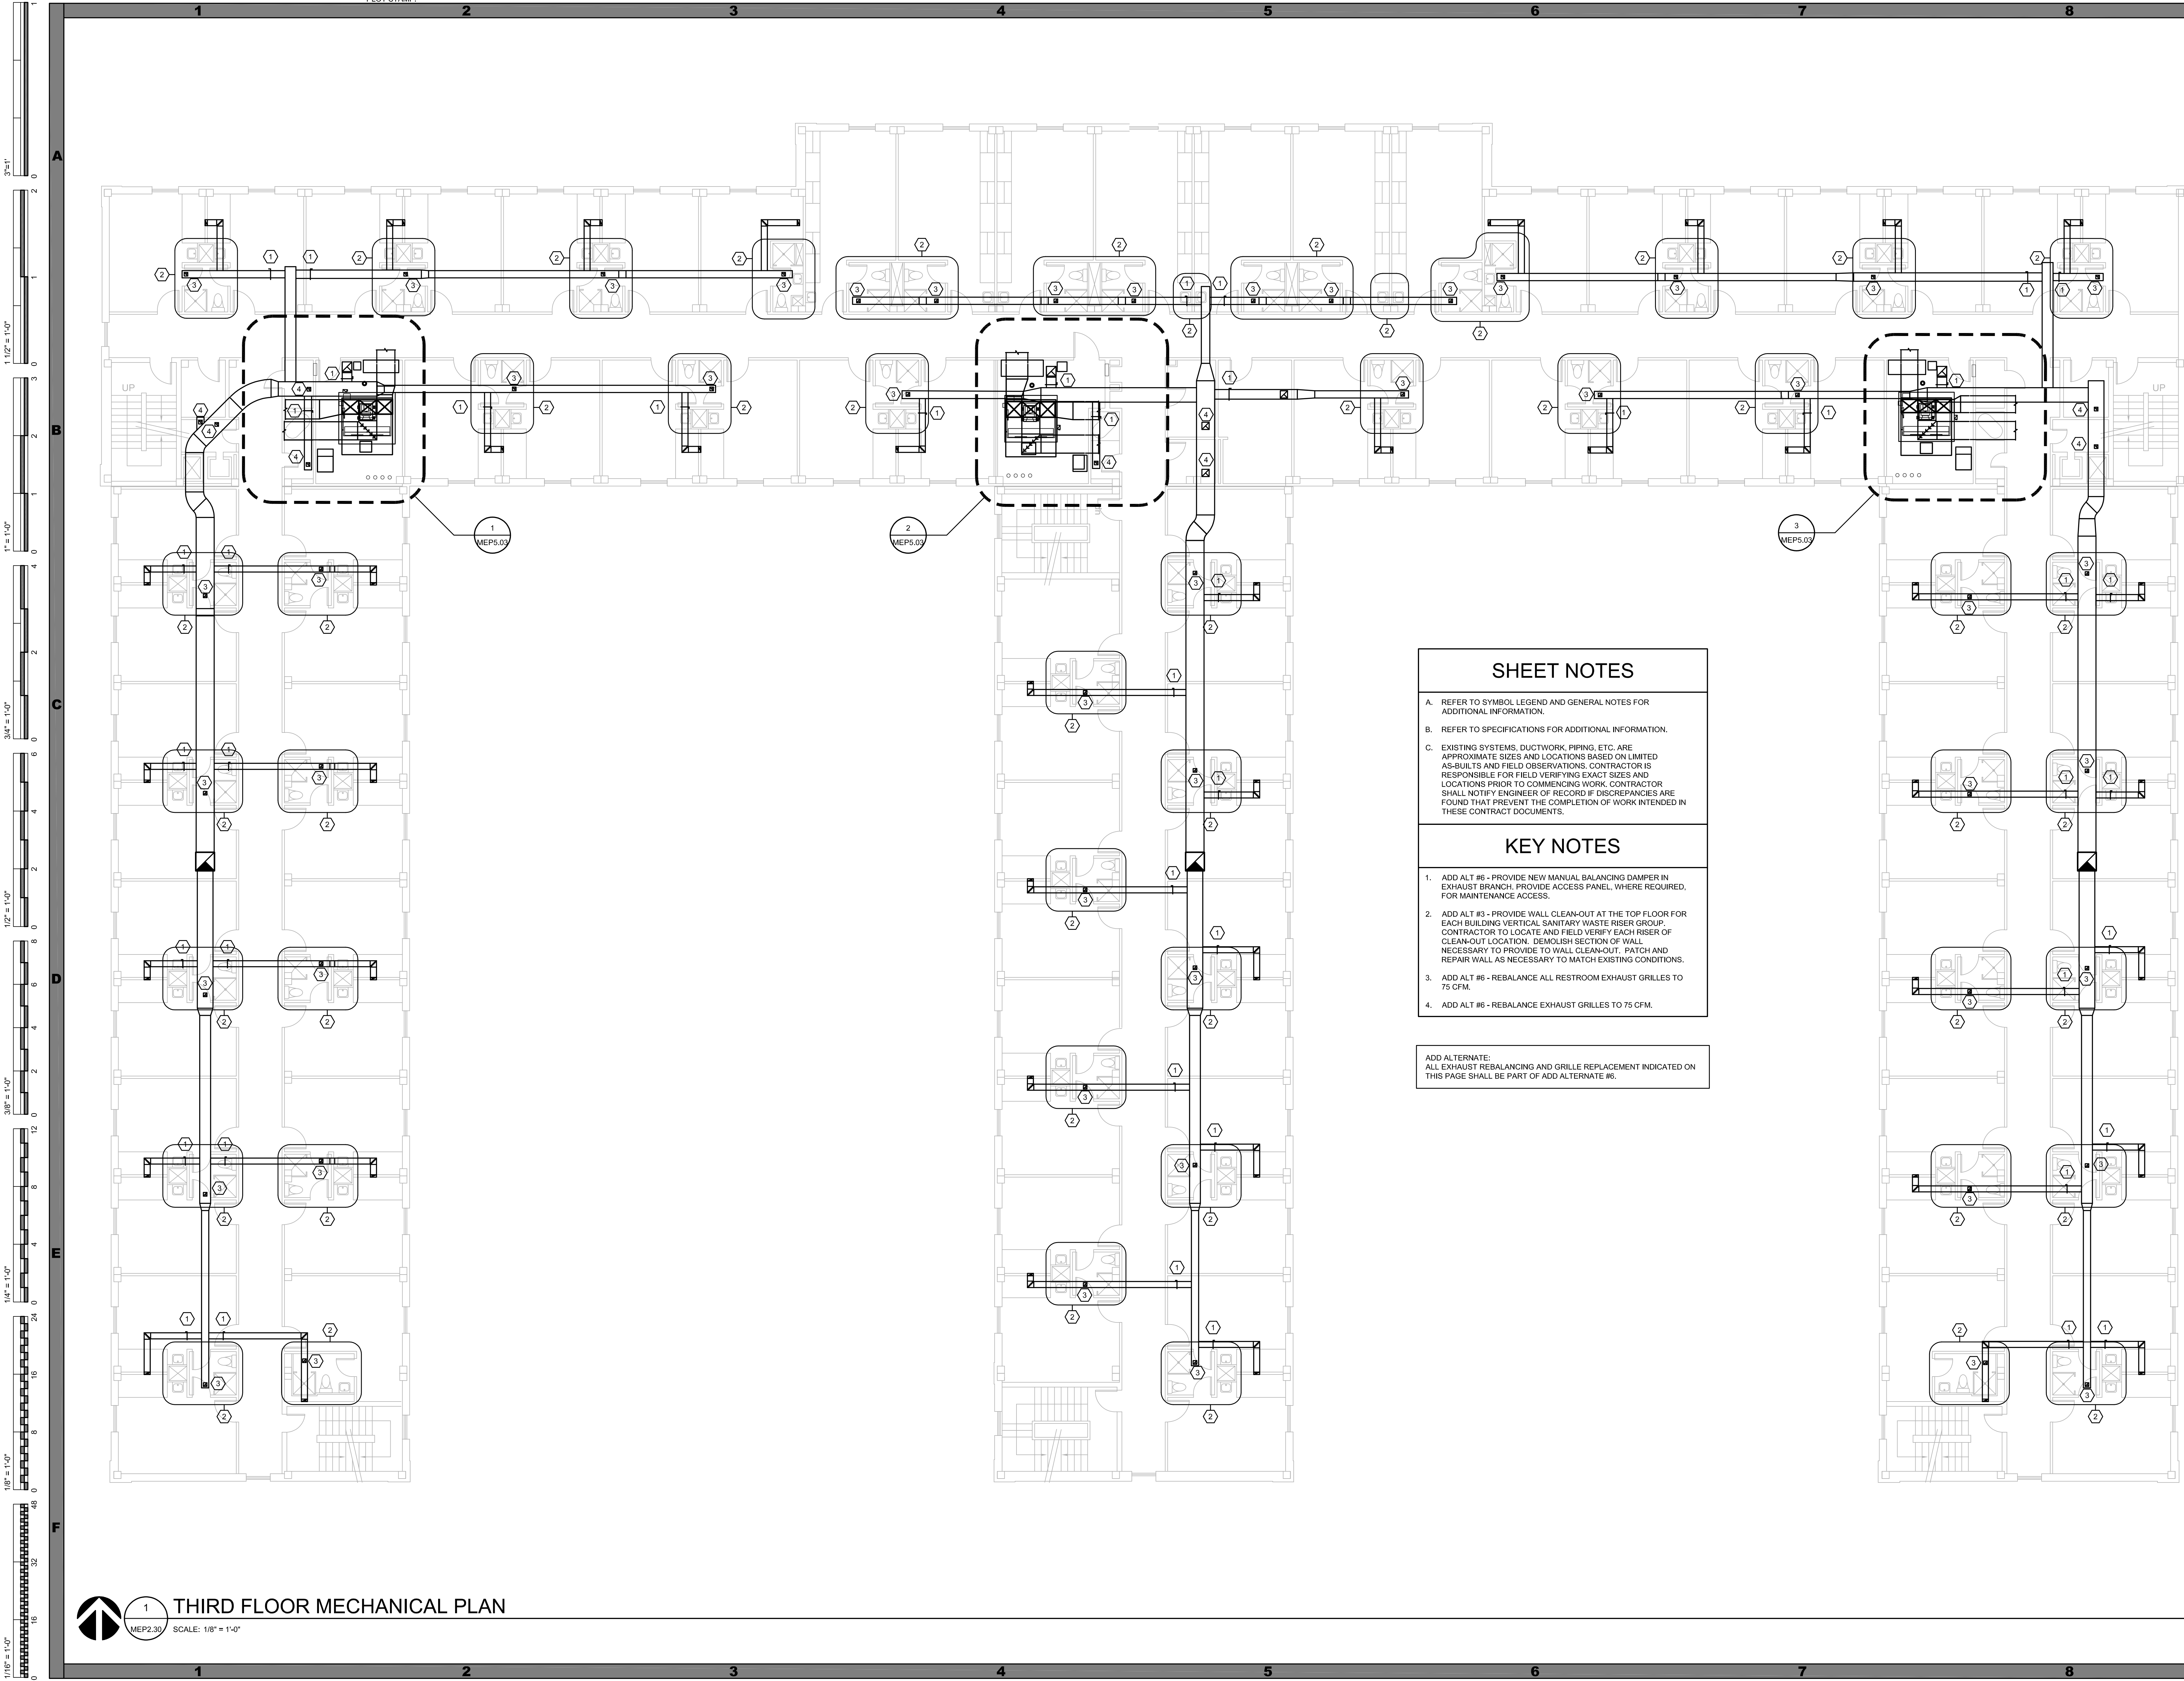 1 2 3 4 5 6 7 8
A
B
C
D
E
F
3"=1'
1 1/2" = 1'-0"
1" = 1'-0"
3/4" = 1'-0"
1/2" = 1'-0"
3/8" = 1'-0"
1/4" = 1'-0"
1/8" = 1'-0"
1/16" = 1'-0"
UP
UP
1
MEP5.03
2
MEP5.03
3
MEP5.03
SHEET NOTES
A. REFER TO SYMBOL LEGEND AND GENERAL NOTES FOR
ADDITIONAL INFORMATION.
B. REFER TO SPECIFICATIONS FOR ADDITIONAL INFORMATION.
C. EXISTING SYSTEMS, DUCTWORK, PIPING, ETC. ARE
APPROXIMATE SIZES AND LOCATIONS BASED ON LIMITED
AS-BUILTS AND FIELD OBSERVATIONS. CONTRACTOR IS
RESPONSIBLE FOR FIELD VERIFYING EXACT SIZES AND
LOCATIONS PRIOR TO COMMENCING WORK. CONTRACTOR
SHALL NOTIFY ENGINEER OF RECORD IF DISCREPANCIES ARE
FOUND THAT PREVENT THE COMPLETION OF WORK INTENDED IN
THESE CONTRACT DOCUMENTS.
KEY NOTES
1. ADD ALT #6 - PROVIDE NEW MANUAL BALANCING DAMPER IN
EXHAUST BRANCH. PROVIDE ACCESS PANEL, WHERE REQUIRED,
FOR MAINTENANCE ACCESS.
2. ADD ALT #3 - PROVIDE WALL CLEAN-OUT AT THE TOP FLOOR FOR
EACH BUILDING VERTICAL SANITARY WASTE RISER GROUP.
CONTRACTOR TO LOCATE AND FIELD VERIFY EACH RISER OF
CLEAN-OUT LOCATION. DEMOLISH SECTION OF WALL
NECESSARY TO PROVIDE TO WALL CLEAN-OUT. PATCH AND
REPAIR WALL AS NECESSARY TO MATCH EXISTING CONDITIONS.
3. ADD ALT #6 - REBALANCE ALL RESTROOM EXHAUST GRILLES TO
75 CFM.
4. ADD ALT #6 - REBALANCE EXHAUST GRILLES TO 75 CFM.
ADD ALTERNATE:
ALL EXHAUST REBALANCING AND GRILLE REPLACEMENT INDICATED ON
THIS PAGE SHALL BE PART OF ADD ALTERNATE #6.
1
MEP2.30
THIRD FLOOR MECHANICAL PLAN
SCALE: 1/8" = 1'-0"
1 2 3 4 5 6 7 8